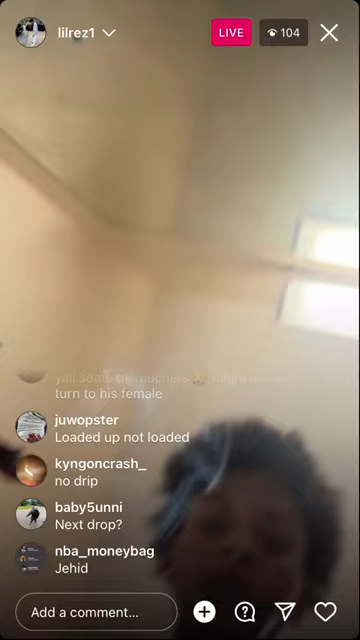 lilrez1
LIVE
104
turn to his female
juwopster
Loaded up not loaded
kyngoncrash_
no drip
baby5unni
Next drop?
nba_moneybag
Jehid
Add a comment...